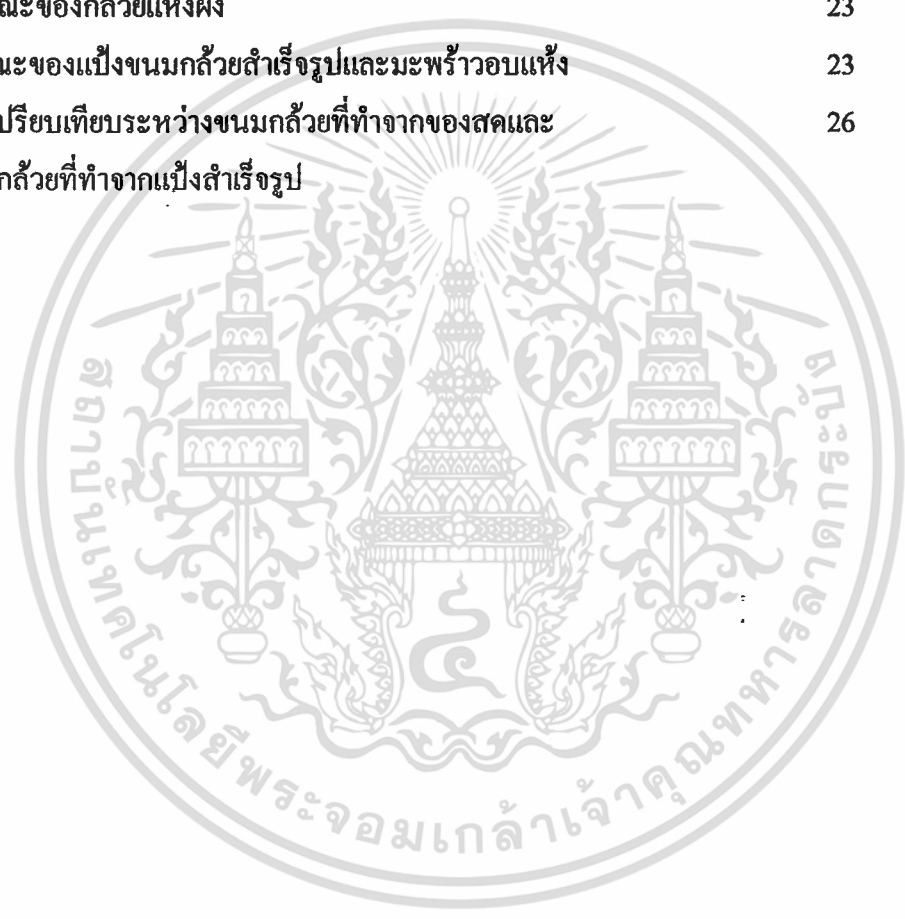 ณะของกล้วยแห้งผง 23
ณะของแป้งขนมกล้วยสำเร็จรูปและมะพร้าวอบแห้ง 23
ปรียบเทียบระหว่างขนมกล้วยที่ทำจากของสดและ 26
กล้วยที่ทำจากแป้งสำเร็จรูป
สถาบันเทคโนโลยีพระจอมเกล้าเจ้าคุณทหารลาดกระบัง
๔